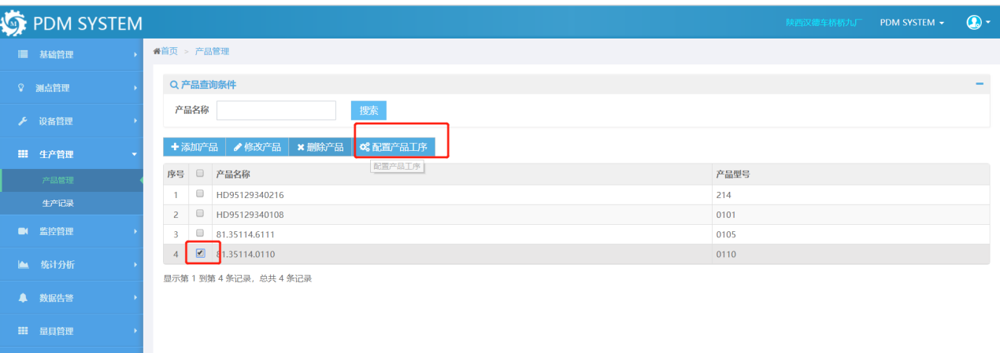 PDM SYSTEM
陕西汉德车桥桥九厂 PDM SYSTEM
基础管理
首页 > 产品管理
产品查询条件
测点管理
产品名称 搜索
设备管理
添加产品 修改产品 删除产品 配置产品工序
生产管理
配置产品工序
序号 产品名称 产品型号
产品管理
1 HD95129340216 214
生产记录
2 HD95129340108 0101
监控管理
3 81.35114.6111 0105
4 81.35114.0110 0110
统计分析
显示第 1 到第 4 条记录，总共 4 条记录
数据告警
量具管理